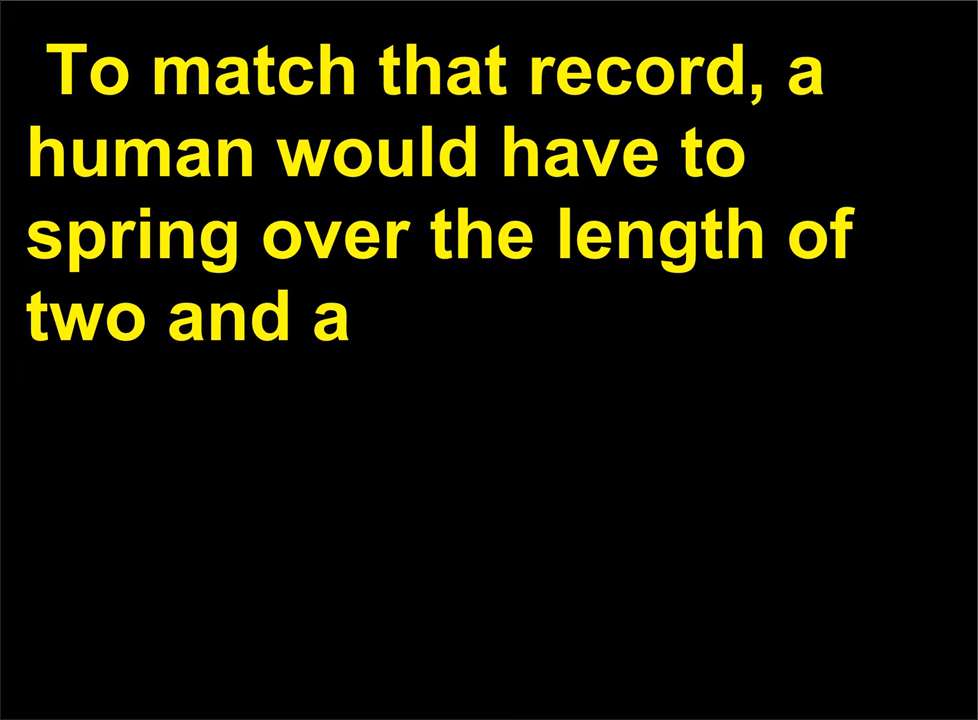 To match that record, a
human would have to
spring over the length of
two and a